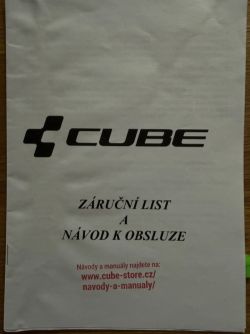 CUBE
ZÁRUČNÍ LIST
A
NÁVOD K OBSLUZE
Návody a manuály najdete na:
www.cube-store.cz/
navody-a-manualy/